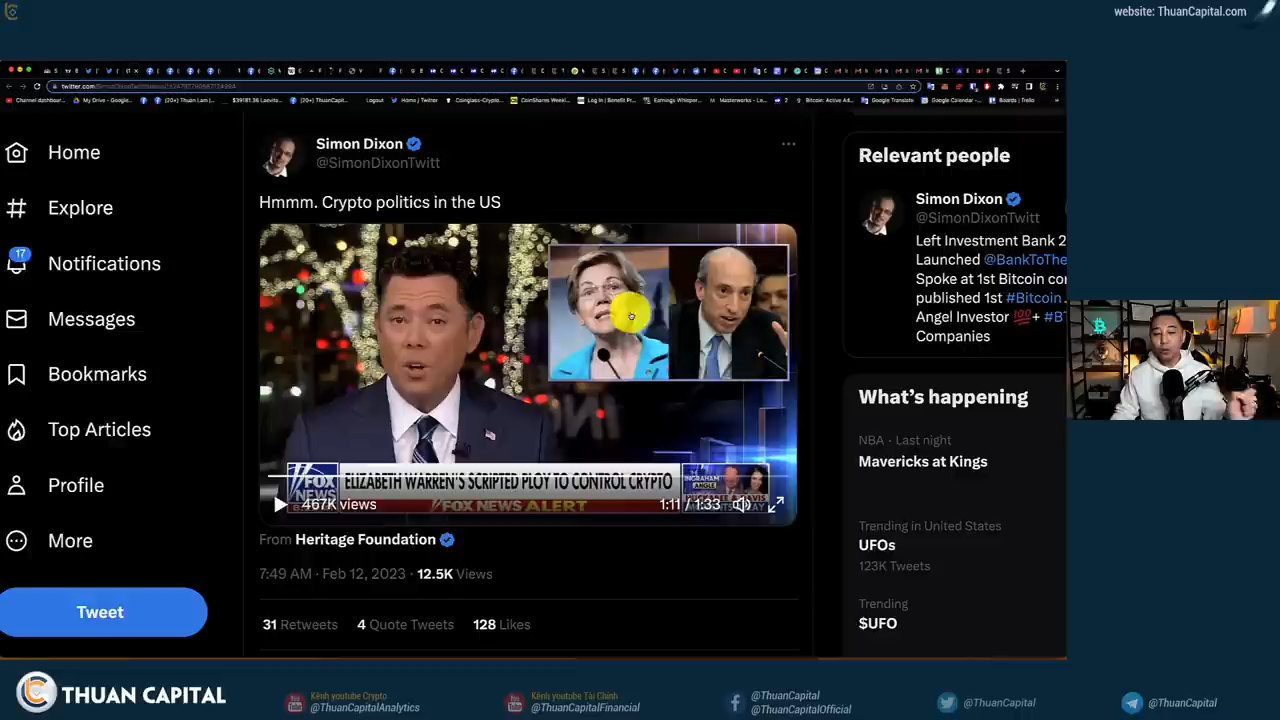 website: ThuanCapital.com
Home
Explore
17
Notifications
Messages
Bookmarks
Top Articles
Profile
More
Tweet
Simon Dixon
@SimonDixonTwitt
Hmmm. Crypto politics in the US
FOX
NEWS
ELIZABETH WARREN'S SCRIPTED PLOY TO CONTROL CRYPTO
FOX NEWS ALERT
INGRAHAM
ANGLE
467K views
1:11 / 1:33
From Heritage Foundation
7:49 AM · Feb 12, 2023 · 12.5K Views
31 Retweets 4 Quote Tweets 128 Likes
Relevant people
Simon Dixon
@SimonDixonTwitt
Left Investment Bank 2
Launched @BankToThe
Spoke at 1st Bitcoin co
published 1st #Bitcoin
Angel Investor 💯+ #B
Companies
What's happening
NBA · Last night
Mavericks at Kings
Trending in United States
UFOs
123K Tweets
Trending
$UFO
THUAN CAPITAL
Kênh youtube Crypto
@ThuanCapitalAnalytics
Kênh youtube Tài Chính
@ThuanCapitalFinancial
@ThuanCapital
@ThuanCapitalOfficial
@ThuanCapital
@ThuanCapital